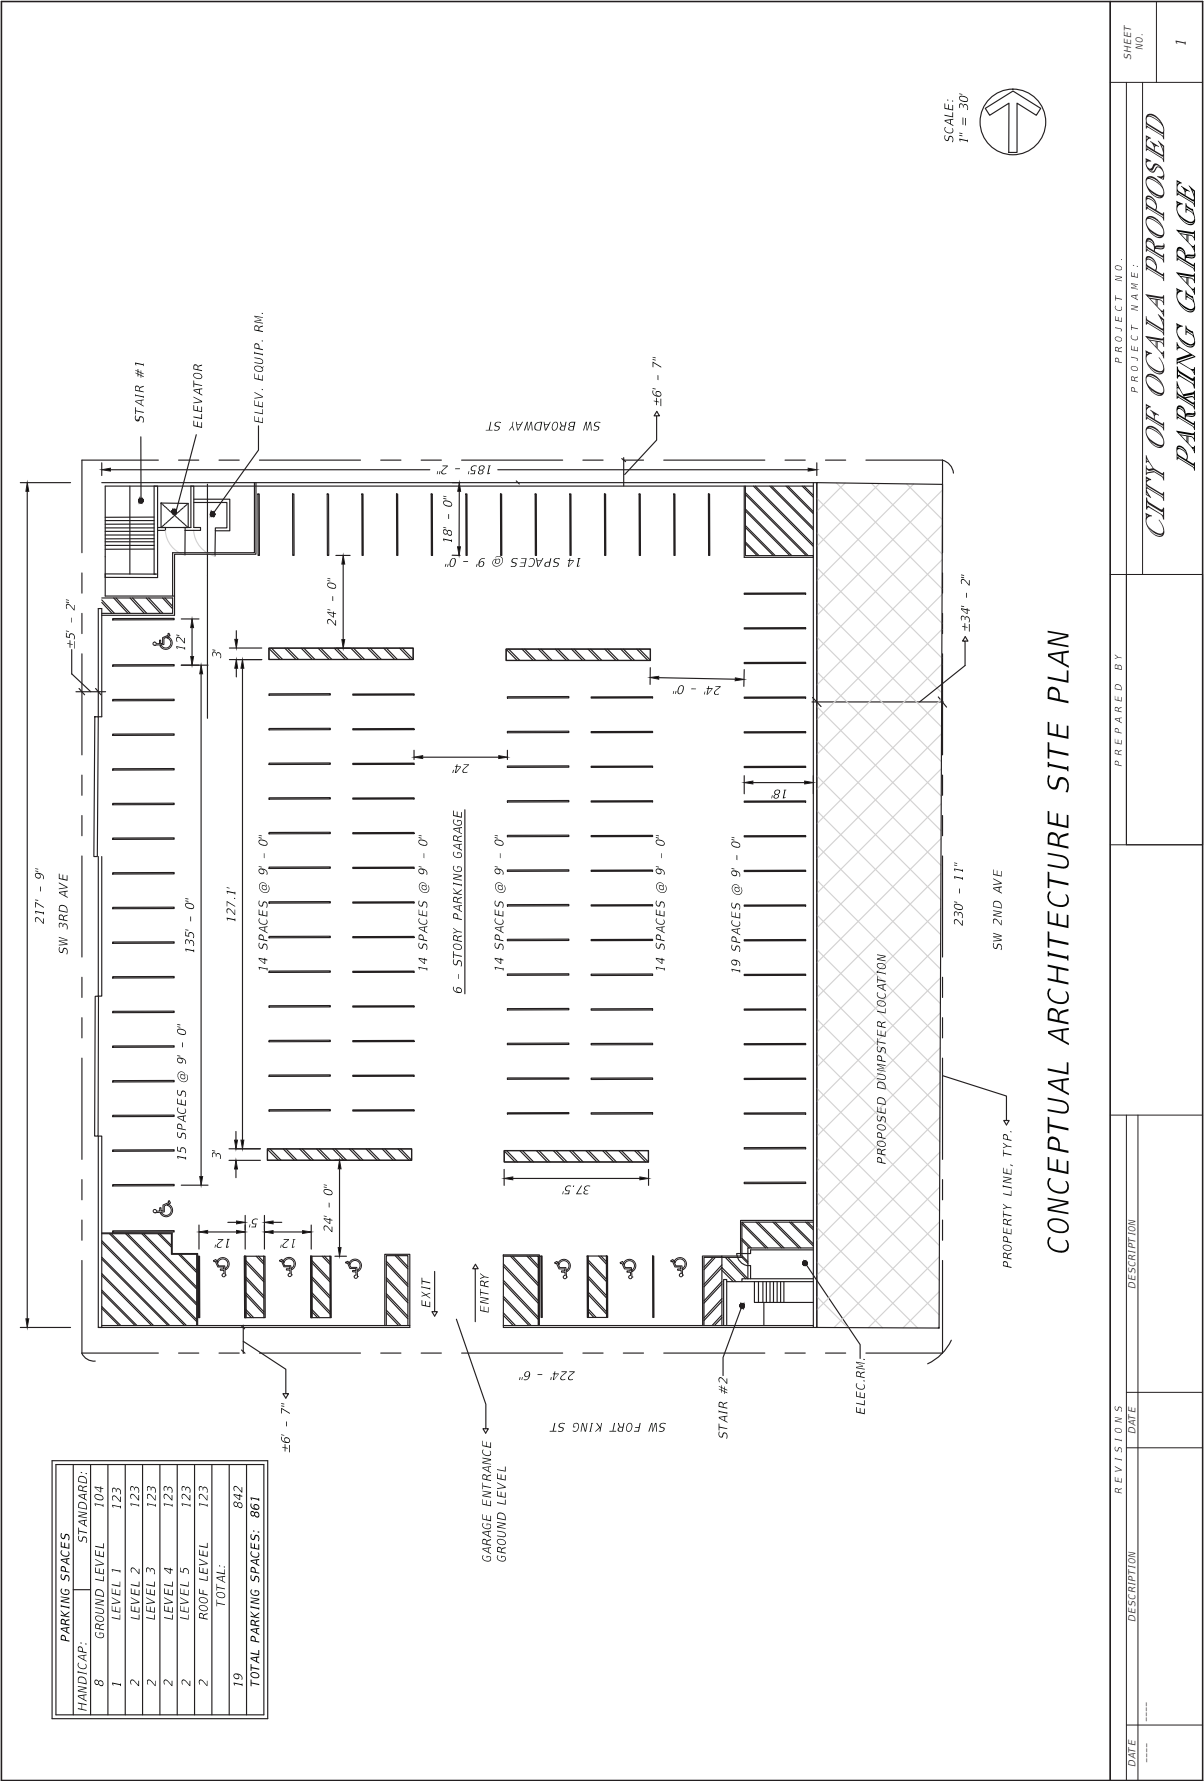 PARKING SPACES
HANDICAP: STANDARD:
8 GROUND LEVEL 104
1 LEVEL 1 123
2 LEVEL 2 123
2 LEVEL 3 123
2 LEVEL 4 123
2 LEVEL 5 123
2 ROOF LEVEL 123
TOTAL:
19 842
TOTAL PARKING SPACES: 861
217' - 9"
SW 3RD AVE
±5' - 2"
STAIR #1
ELEVATOR
ELEV. EQUIP. RM.
12'
135' - 0"
15 SPACES @ 9' - 0"
3'
127.1'
3'
14 SPACES @ 9' - 0"
±6' - 7"
12'
5'
12'
24' - 0"
24' - 0"
14 SPACES @ 9' - 0"
EXIT
ENTRY
24'
6 - STORY PARKING GARAGE
18' - 0"
185' - 2"
14 SPACES @ 9' - 0"
SW BROADWAY ST
14 SPACES @ 9' - 0"
GARAGE ENTRANCE
GROUND LEVEL
224' - 6"
SW FORT KING ST
37.5'
14 SPACES @ 9' - 0"
±6' - 7"
24' - 0"
19 SPACES @ 9' - 0"
18'
STAIR #2
ELEC.RM.
PROPOSED DUMPSTER LOCATION
230' - 11"
±34' - 2"
SW 2ND AVE
PROPERTY LINE, TYP.
SCALE:
1" = 30'
CONCEPTUAL ARCHITECTURE SITE PLAN
REVISIONS
DATE DESCRIPTION DATE DESCRIPTION
---- ----
PREPARED BY
PROJECT NO.
PROJECT NAME:
CITY OF OCALA PROPOSED
PARKING GARAGE
SHEET
NO.
1